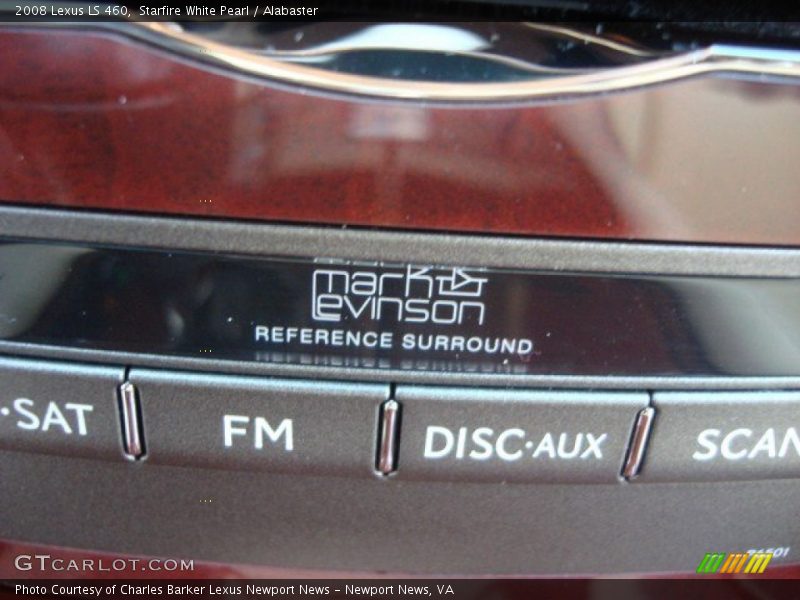 2008 Lexus LS 460, Starfire White Pearl / Alabaster
mark
Levinson
REFERENCE SURROUND
·SAT FM DISC·AUX SCAN
GTCARLOT.COM
Photo Courtesy of Charles Barker Lexus Newport News – Newport News, VA